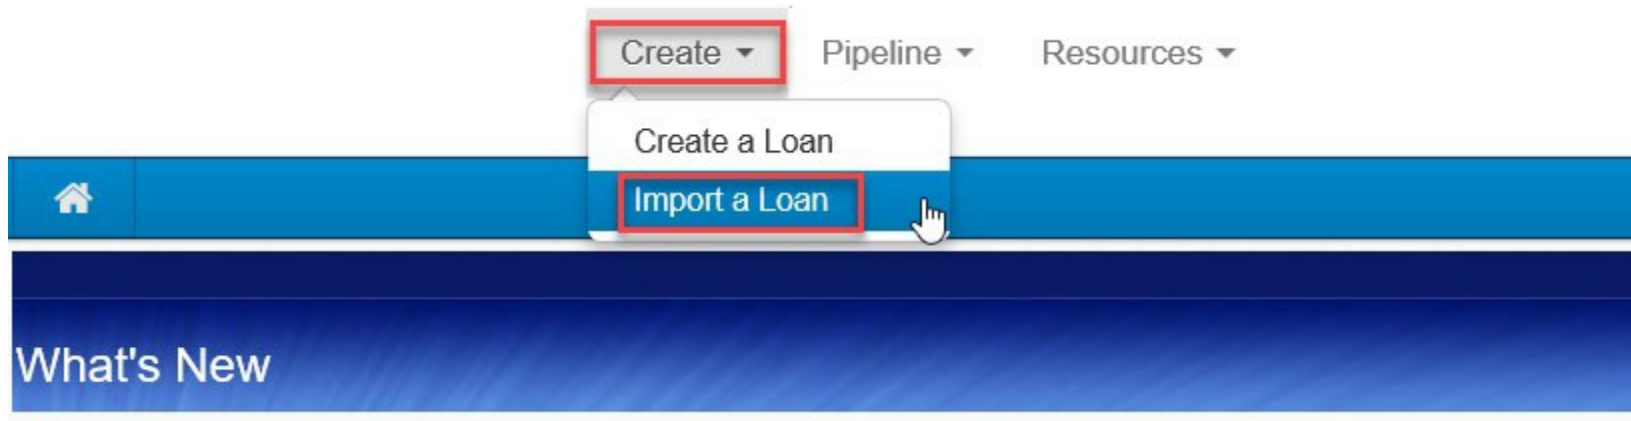 Create Pipeline Resources
Create a Loan
Import a Loan
What's New